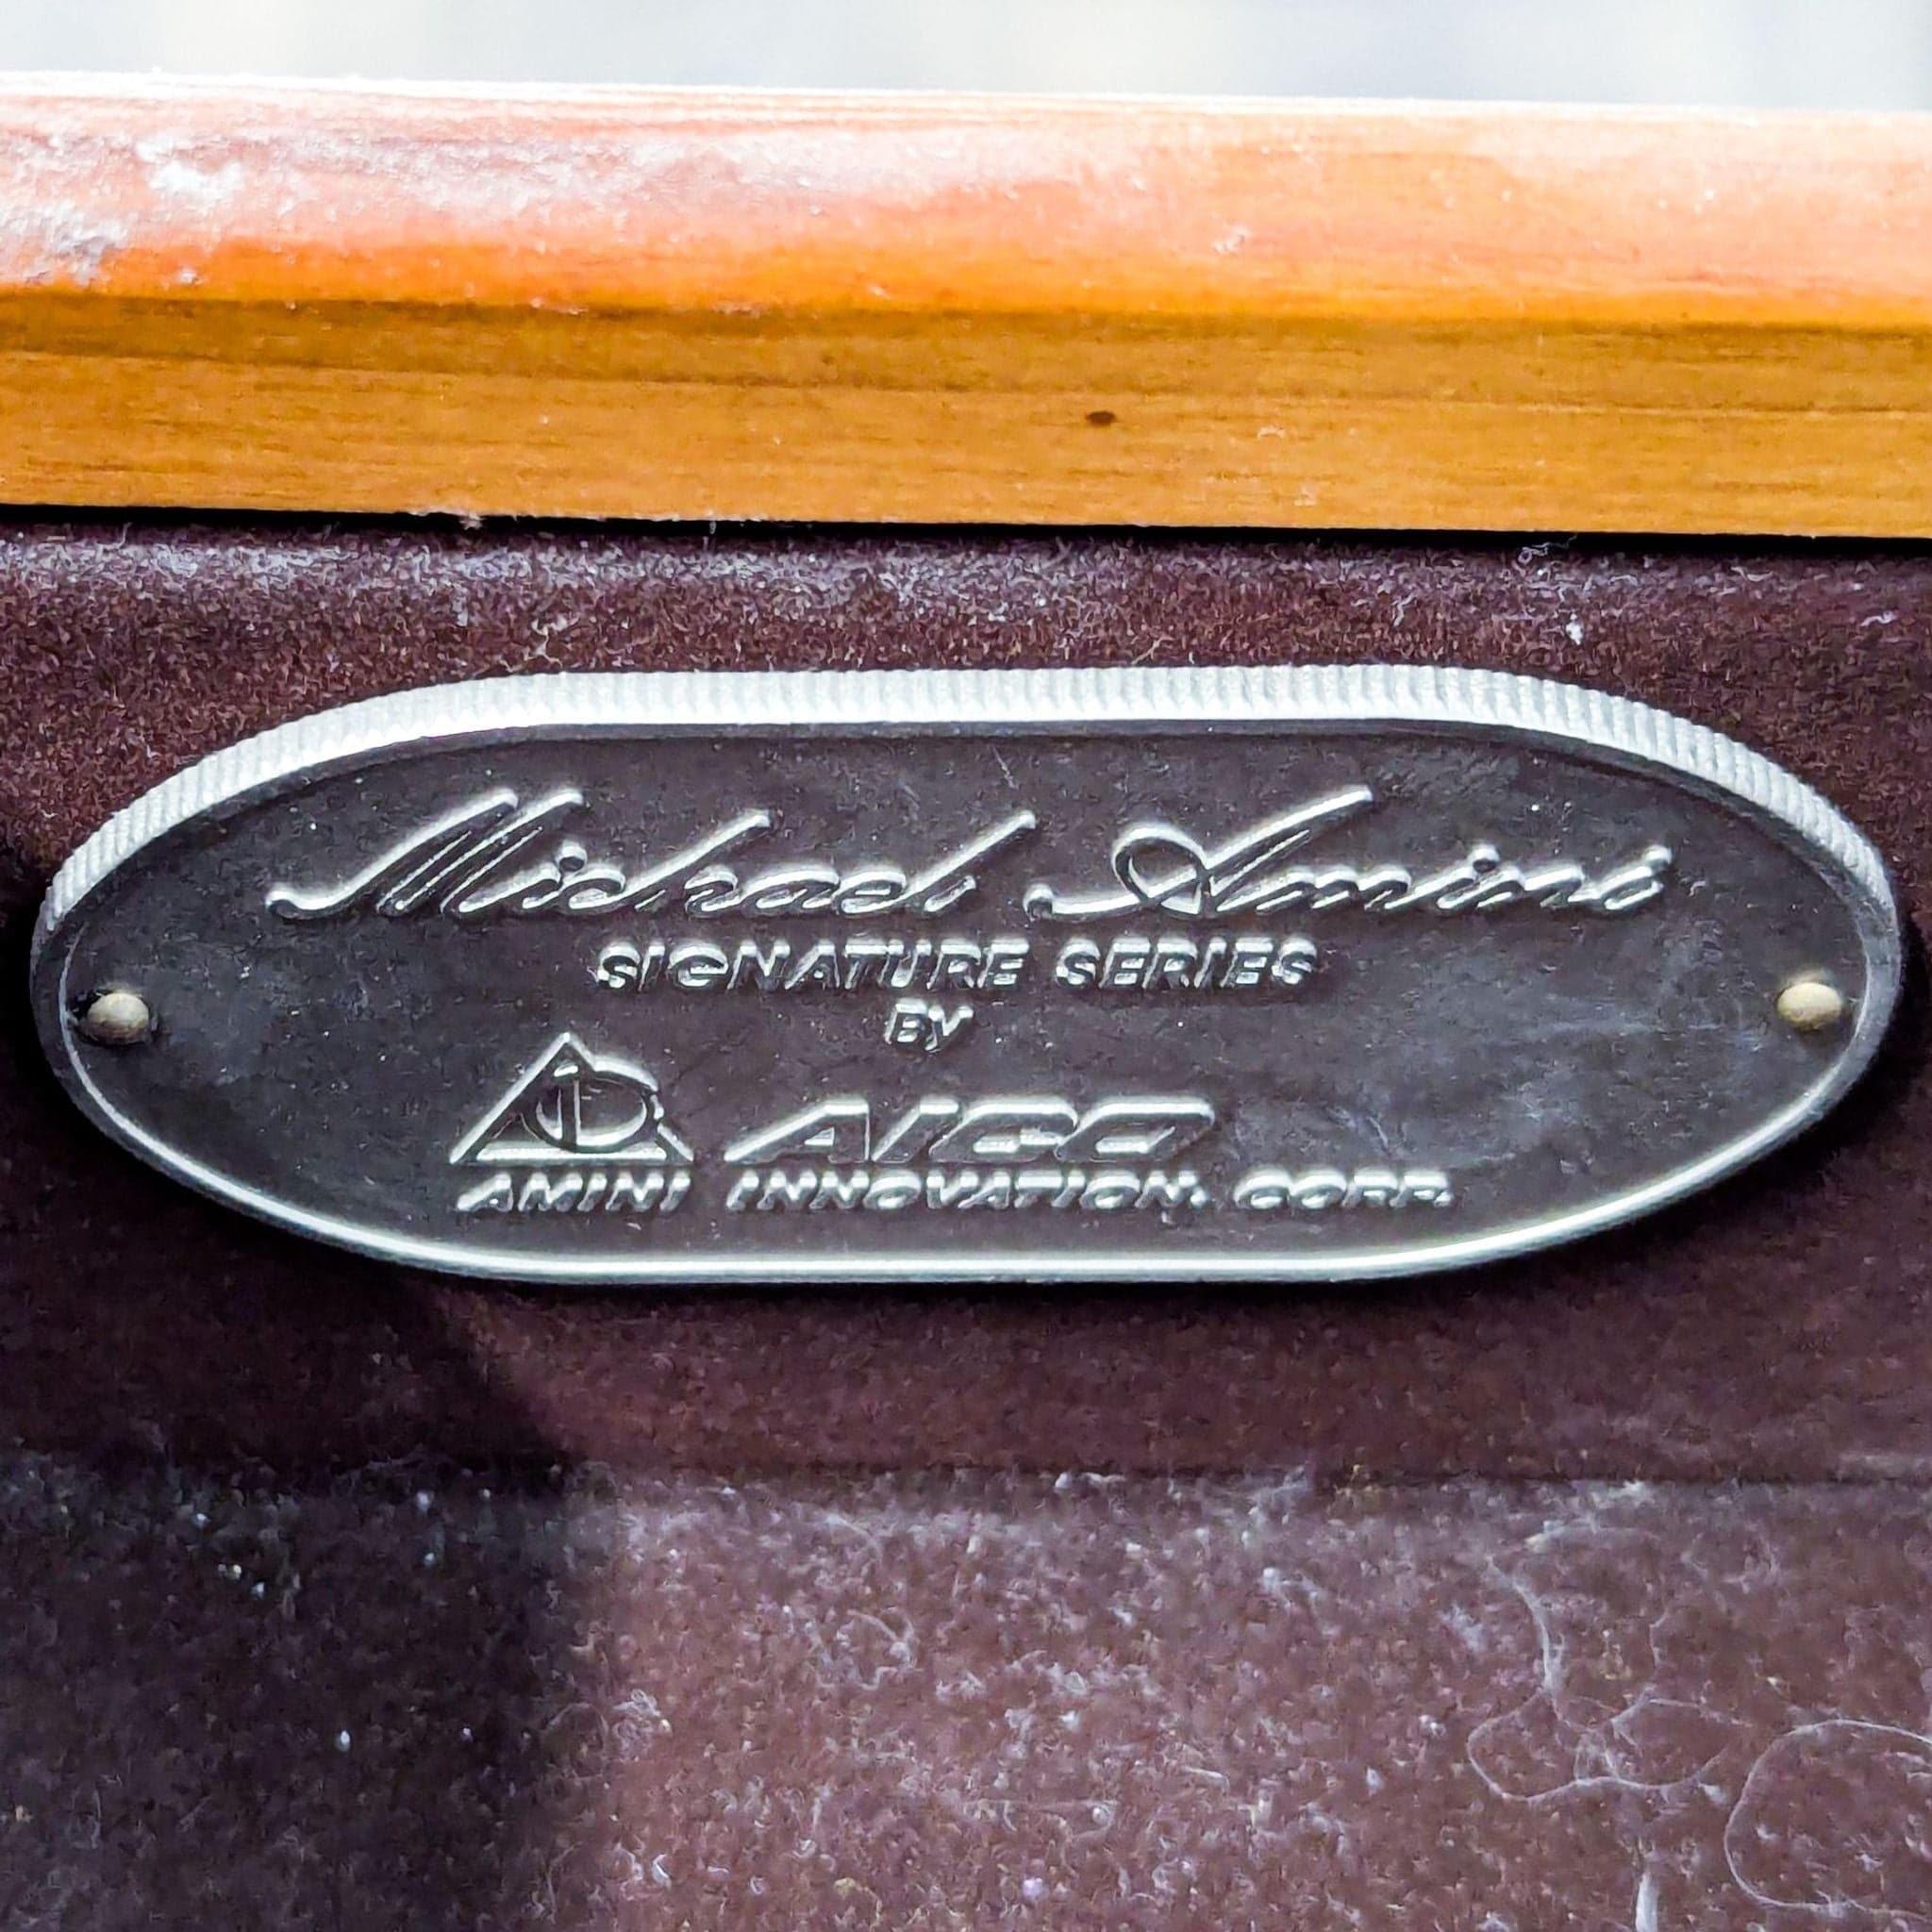 Michael Amini
SIGNATURE SERIES
By
AICO
AMINI INNOVATION. CORP.